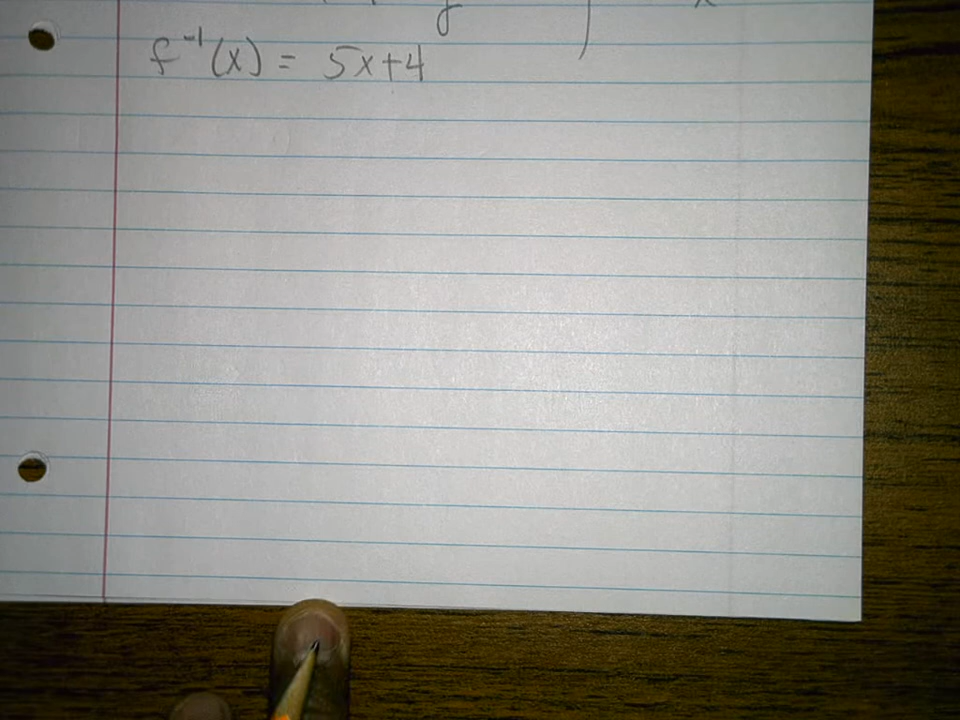 f⁻¹(x) = 5x+4